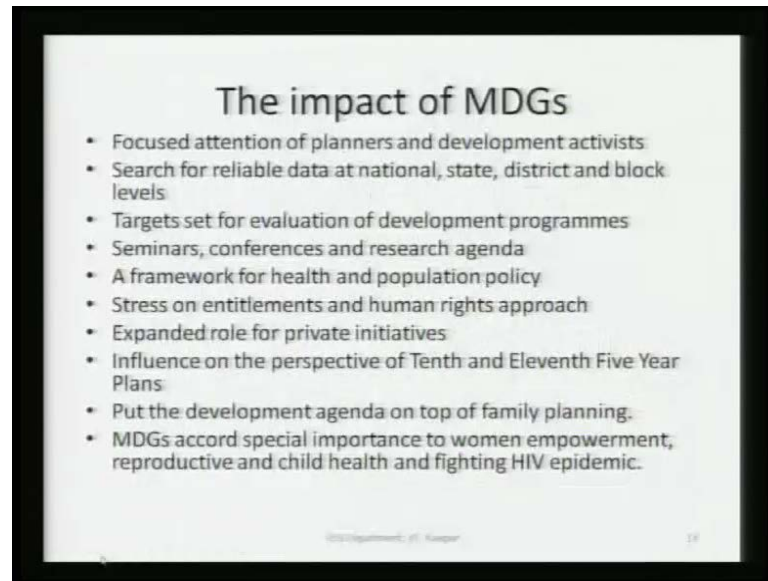 The impact of MDGs
• Focused attention of planners and development activists
• Search for reliable data at national, state, district and block
levels
• Targets set for evaluation of development programmes
• Seminars, conferences and research agenda
• A framework for health and population policy
• Stress on entitlements and human rights approach
• Expanded role for private initiatives
• Influence on the perspective of Tenth and Eleventh Five Year
Plans
• Put the development agenda on top of family planning.
• MDGs accord special importance to women empowerment,
reproductive and child health and fighting HIV epidemic.